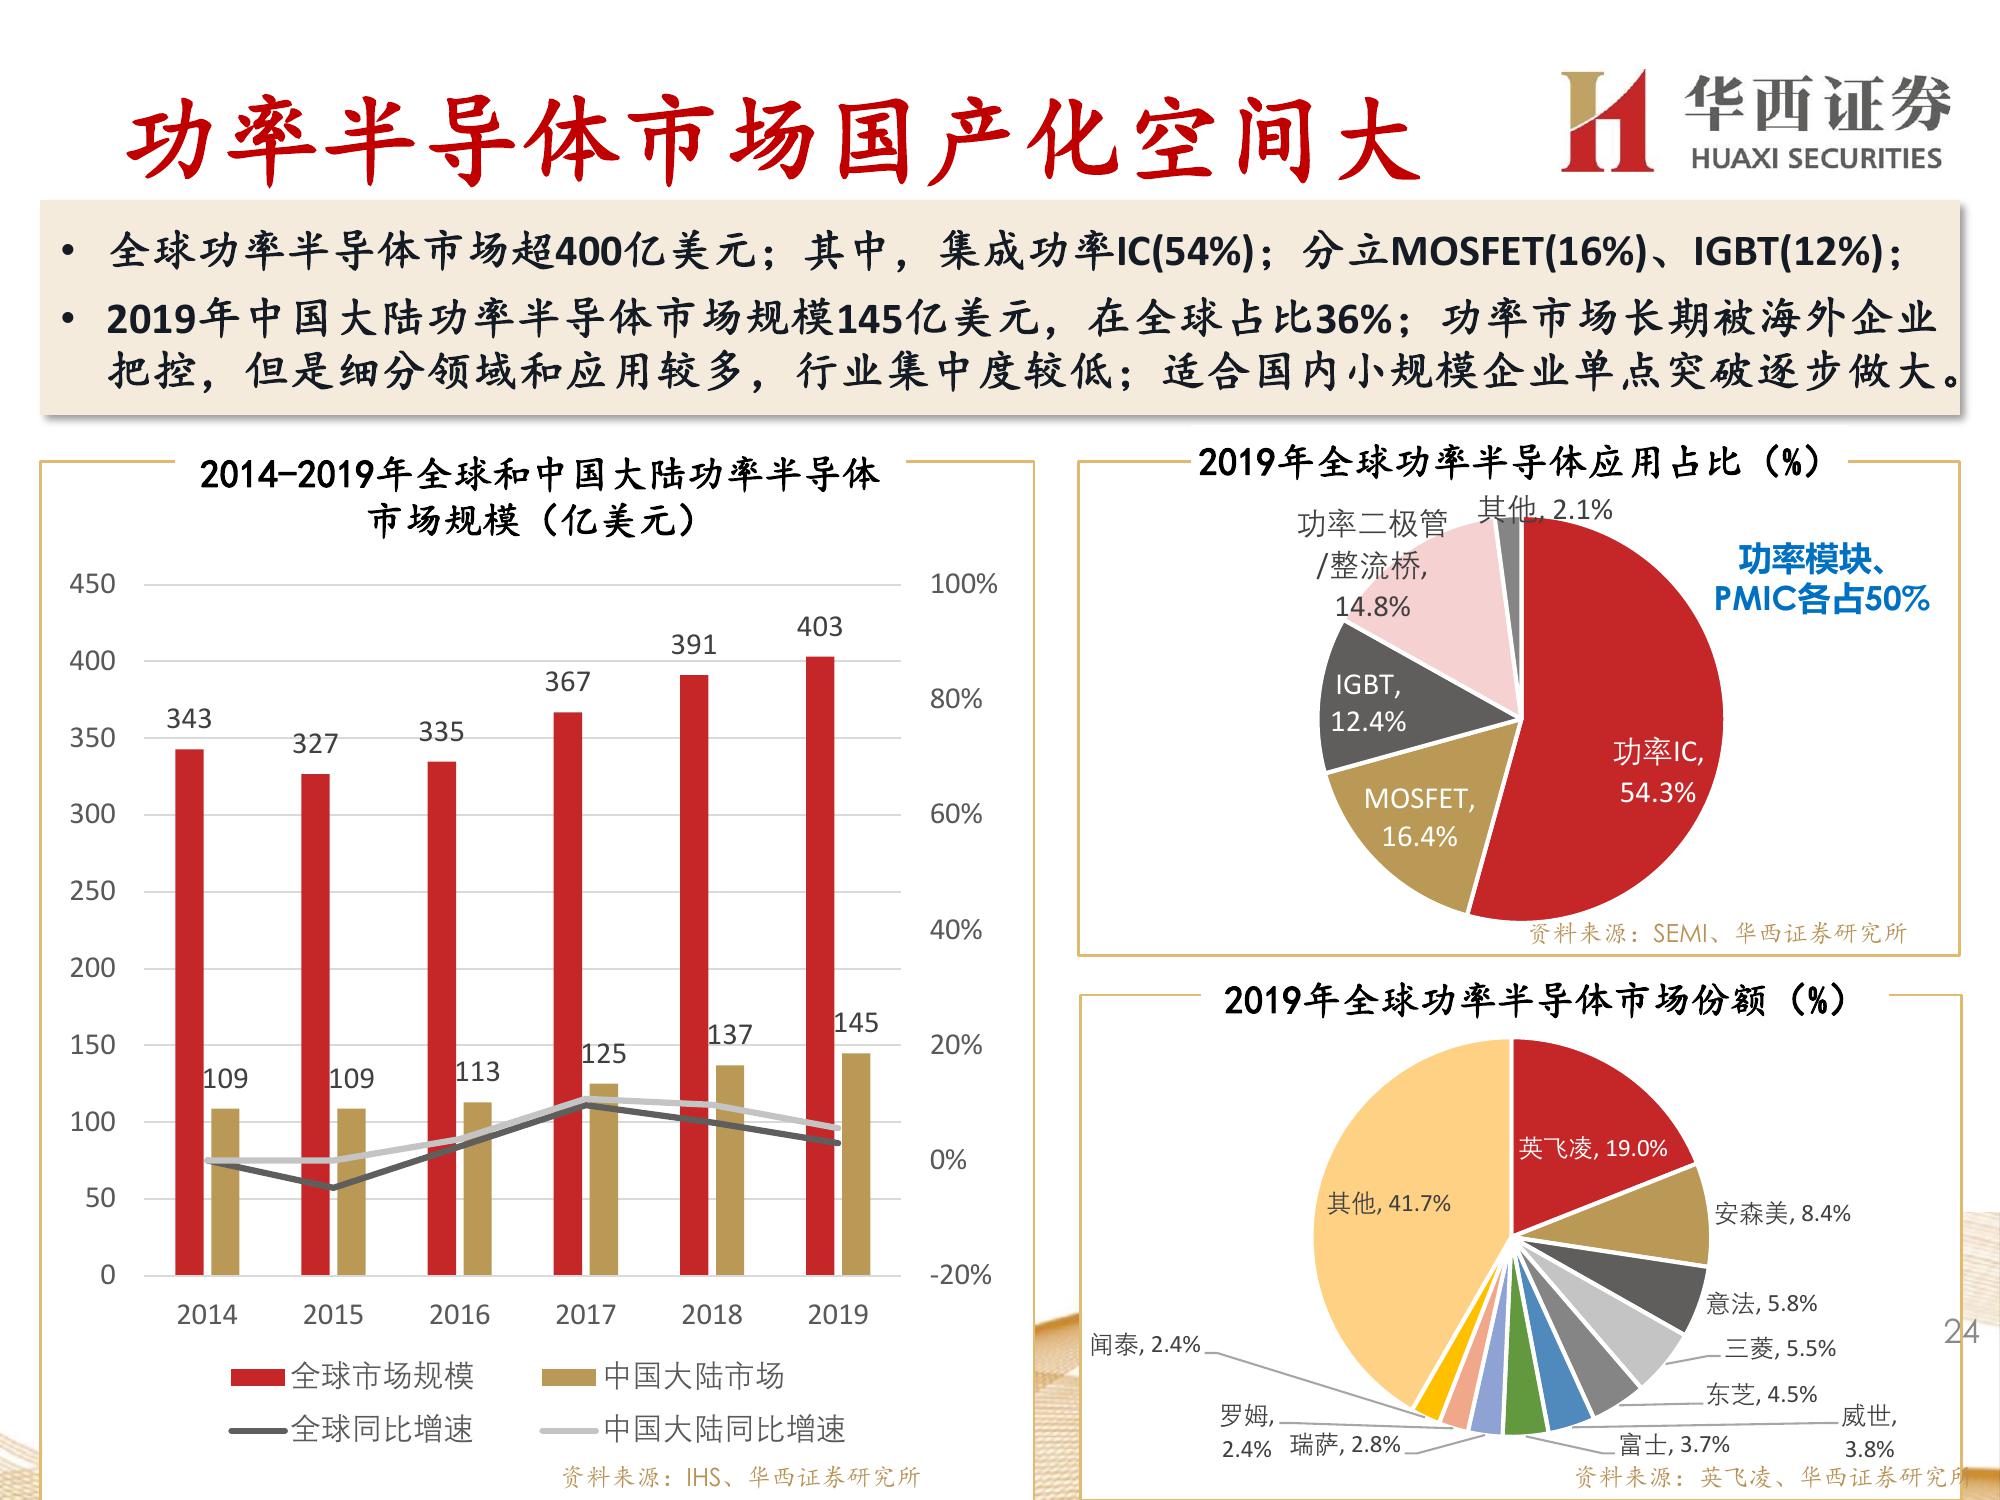 功率半导体市场国产化空间大
华西证券
HUAXI SECURITIES
• 全球功率半导体市场超400亿美元；其中，集成功率IC(54%)；分立MOSFET(16%)、IGBT(12%)；
• 2019年中国大陆功率半导体市场规模145亿美元，在全球占比36%；功率市场长期被海外企业
把控，但是细分领域和应用较多，行业集中度较低；适合国内小规模企业单点突破逐步做大。
2014-2019年全球和中国大陆功率半导体
市场规模（亿美元）
450
400
350
300
250
200
150
100
50
0
100%
80%
60%
40%
20%
0%
-20%
343
327
335
367
391
403
109
109
113
125
137
145
2014
2015
2016
2017
2018
2019
全球市场规模
中国大陆市场
全球同比增速
中国大陆同比增速
资料来源：IHS、华西证券研究所
2019年全球功率半导体应用占比（%）
其他, 2.1%
功率二极管
/整流桥,
14.8%
功率模块、
PMIC各占50%
IGBT,
12.4%
功率IC,
54.3%
MOSFET,
16.4%
资料来源：SEMI、华西证券研究所
2019年全球功率半导体市场份额（%）
英飞凌, 19.0%
其他, 41.7%
安森美, 8.4%
意法, 5.8%
三菱, 5.5%
东芝, 4.5%
威世,
3.8%
富士, 3.7%
瑞萨, 2.8%
罗姆,
2.4%
闻泰, 2.4%
资料来源：英飞凌、华西证券研究所
24